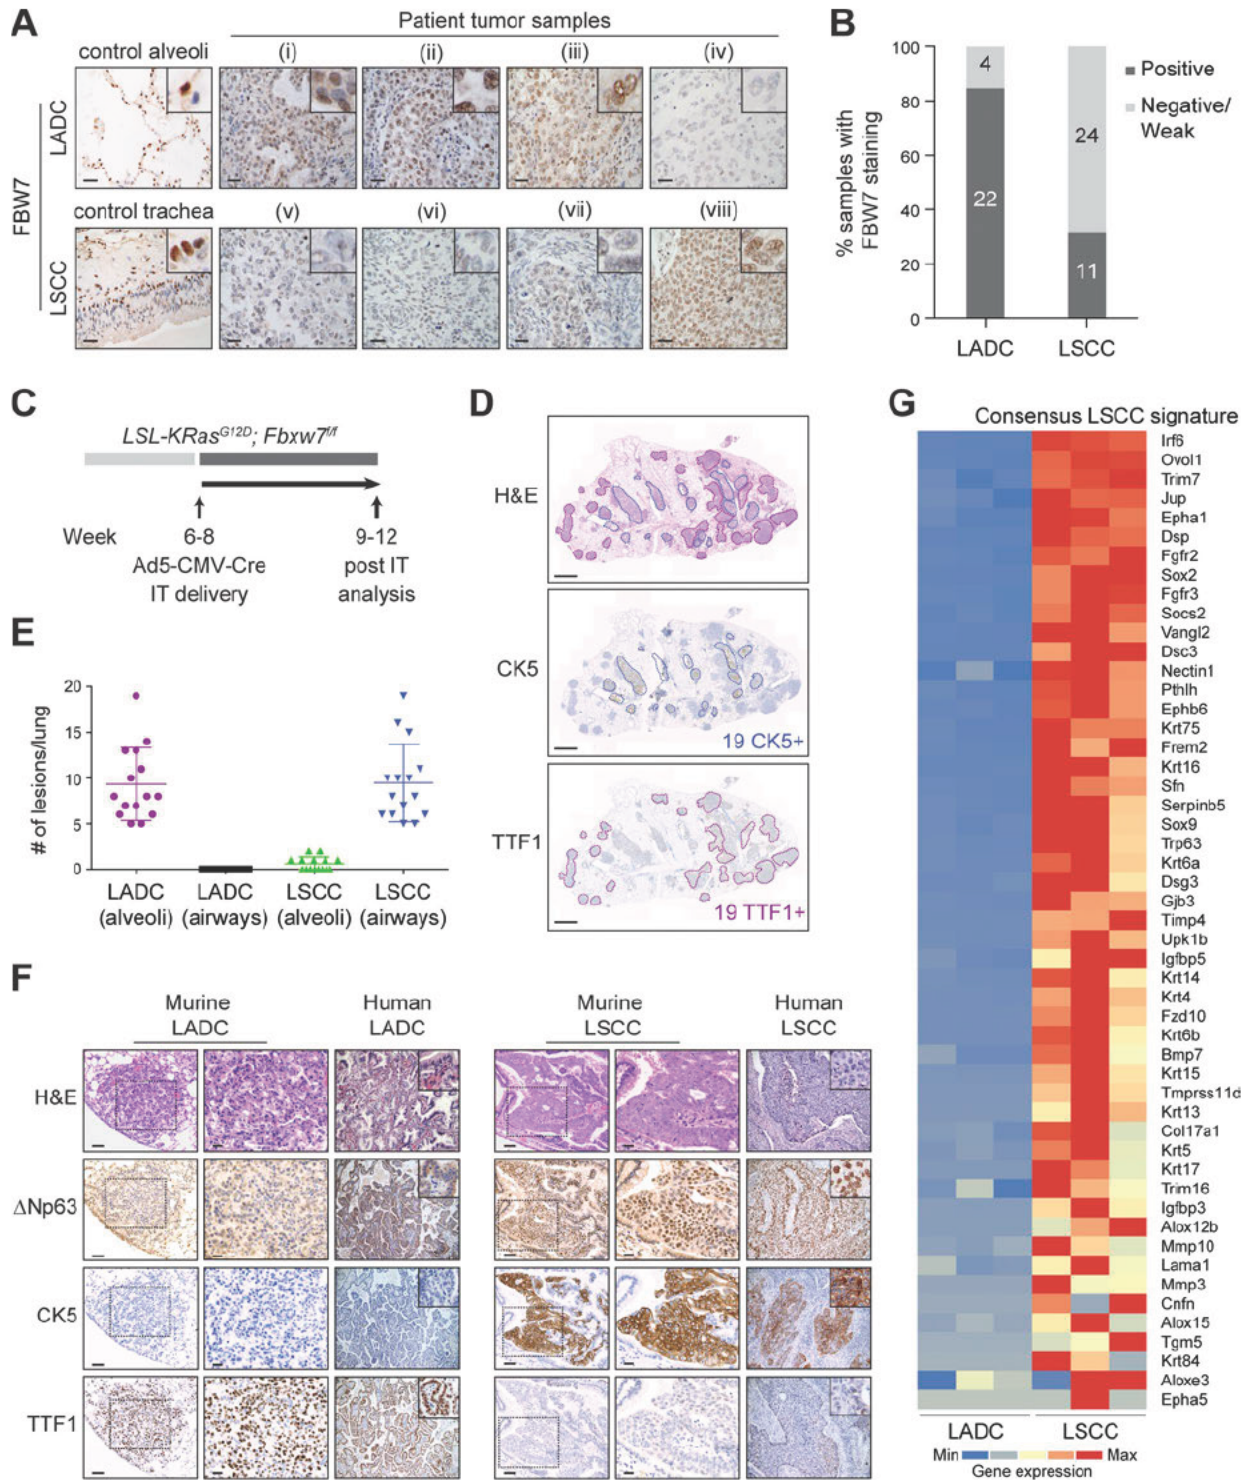 A
Patient tumor samples
control alveoli
(i)
(ii)
(iii)
(iv)
FBW7
LADC
control trachea
(v)
(vi)
(vii)
(viii)
LSCC
B
% samples with
FBW7 staining
100
80
60
40
20
0
4
22
24
11
LADC
LSCC
Positive
Negative/
Weak
C
LSL-KRasG12D; Fbxw7f/f
Week
6-8
9-12
Ad5-CMV-Cre
IT delivery
post IT
analysis
D
H&E
CK5
19 CK5+
TTF1
19 TTF1+
E
# of lesions/lung
20
15
10
5
0
LADC
(alveoli)
LADC
(airways)
LSCC
(alveoli)
LSCC
(airways)
F
Murine
LADC
Human
LADC
Murine
LSCC
Human
LSCC
H&E
ΔNp63
CK5
TTF1
G
Consensus LSCC signature
Irf6
Ovol1
Trim7
Jup
Epha1
Dsp
Fgfr2
Sox2
Fgfr3
Socs2
Vangl2
Dsc3
Nectin1
Pthlh
Ephb6
Krt75
Frem2
Krt16
Sfn
Serpinb5
Sox9
Trp63
Krt6a
Dsg3
Gjb3
Timp4
Upk1b
Igfbp5
Krt14
Krt4
Fzd10
Krt6b
Bmp7
Krt15
Tmprss11d
Krt13
Col17a1
Krt5
Krt17
Trim16
Igfbp3
Alox12b
Mmp10
Lama1
Mmp3
Cnfn
Alox15
Tgm5
Krt84
Aloxe3
Epha5
LADC
LSCC
Min
Max
Gene expression